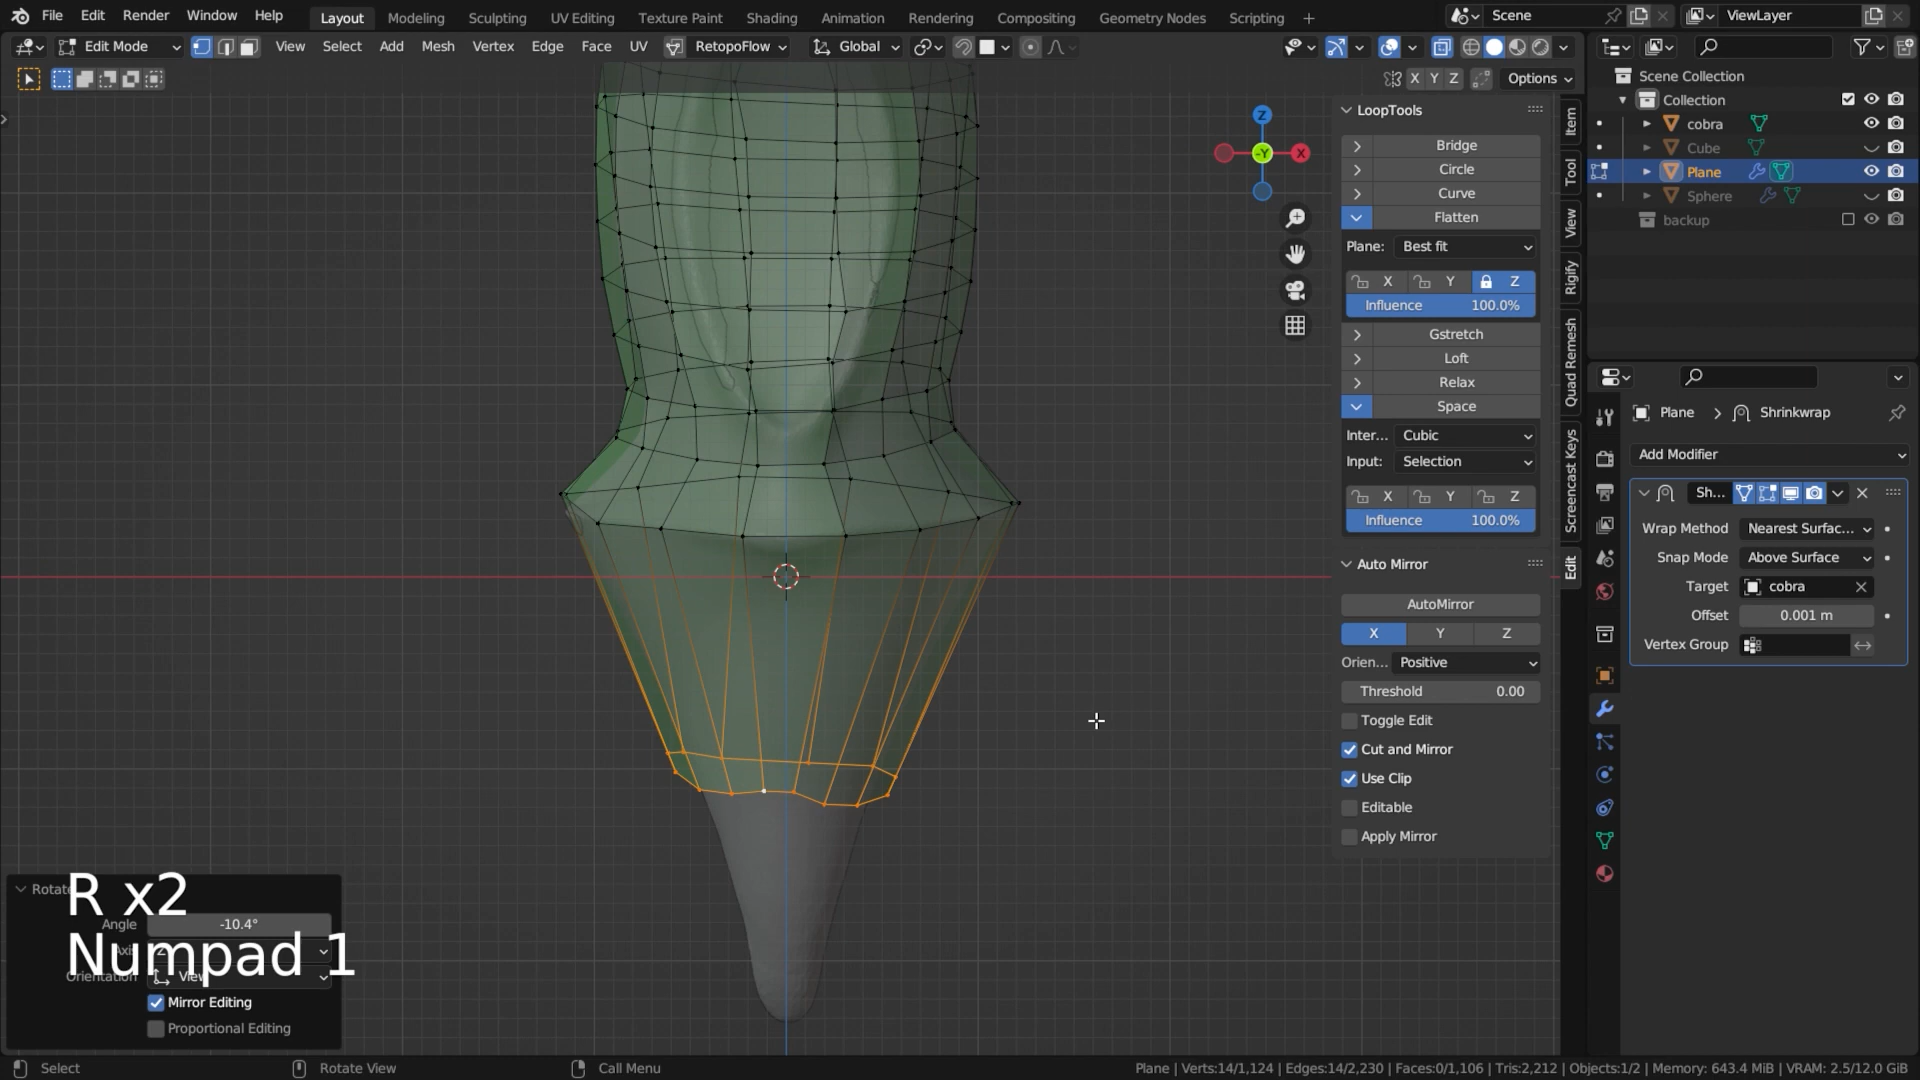 File Edit Render Window Help Layout Modeling Sculpting UV Editing Texture Paint Shading Animation Rendering Compositing Geometry Nodes Scripting + Scene ViewLayer
Edit Mode View Select Add Mesh Vertex Edge Face UV RetopoFlow Global
X Y Z Options
Scene Collection
Collection
cobra
Cube
Plane
Sphere
backup
Z
-Y
X
Item
Tool
View
Rigify
Quad Remesh
Screencast Keys
Edit
LoopTools
Bridge
Circle
Curve
Flatten
Plane: Best fit
X Y Z
Influence 100.0%
Gstretch
Loft
Relax
Space
Inter... Cubic
Input: Selection
X Y Z
Influence 100.0%
Auto Mirror
AutoMirror
X Y Z
Orien... Positive
Threshold 0.00
Toggle Edit
Cut and Mirror
Use Clip
Editable
Apply Mirror
Plane > Shrinkwrap
Add Modifier
Sh...
Wrap Method Nearest Surfac...
Snap Mode Above Surface
Target cobra
Offset 0.001 m
Vertex Group
R x2
Numpad 1
Angle -10.4°
Orientation
Mirror Editing
Proportional Editing
Select Rotate View Call Menu Plane | Verts:14/1,124 | Edges:14/2,230 | Faces:0/1,106 | Tris:2,212 | Objects:1/2 | Memory: 643.4 MiB | VRAM: 2.5/12.0 GiB